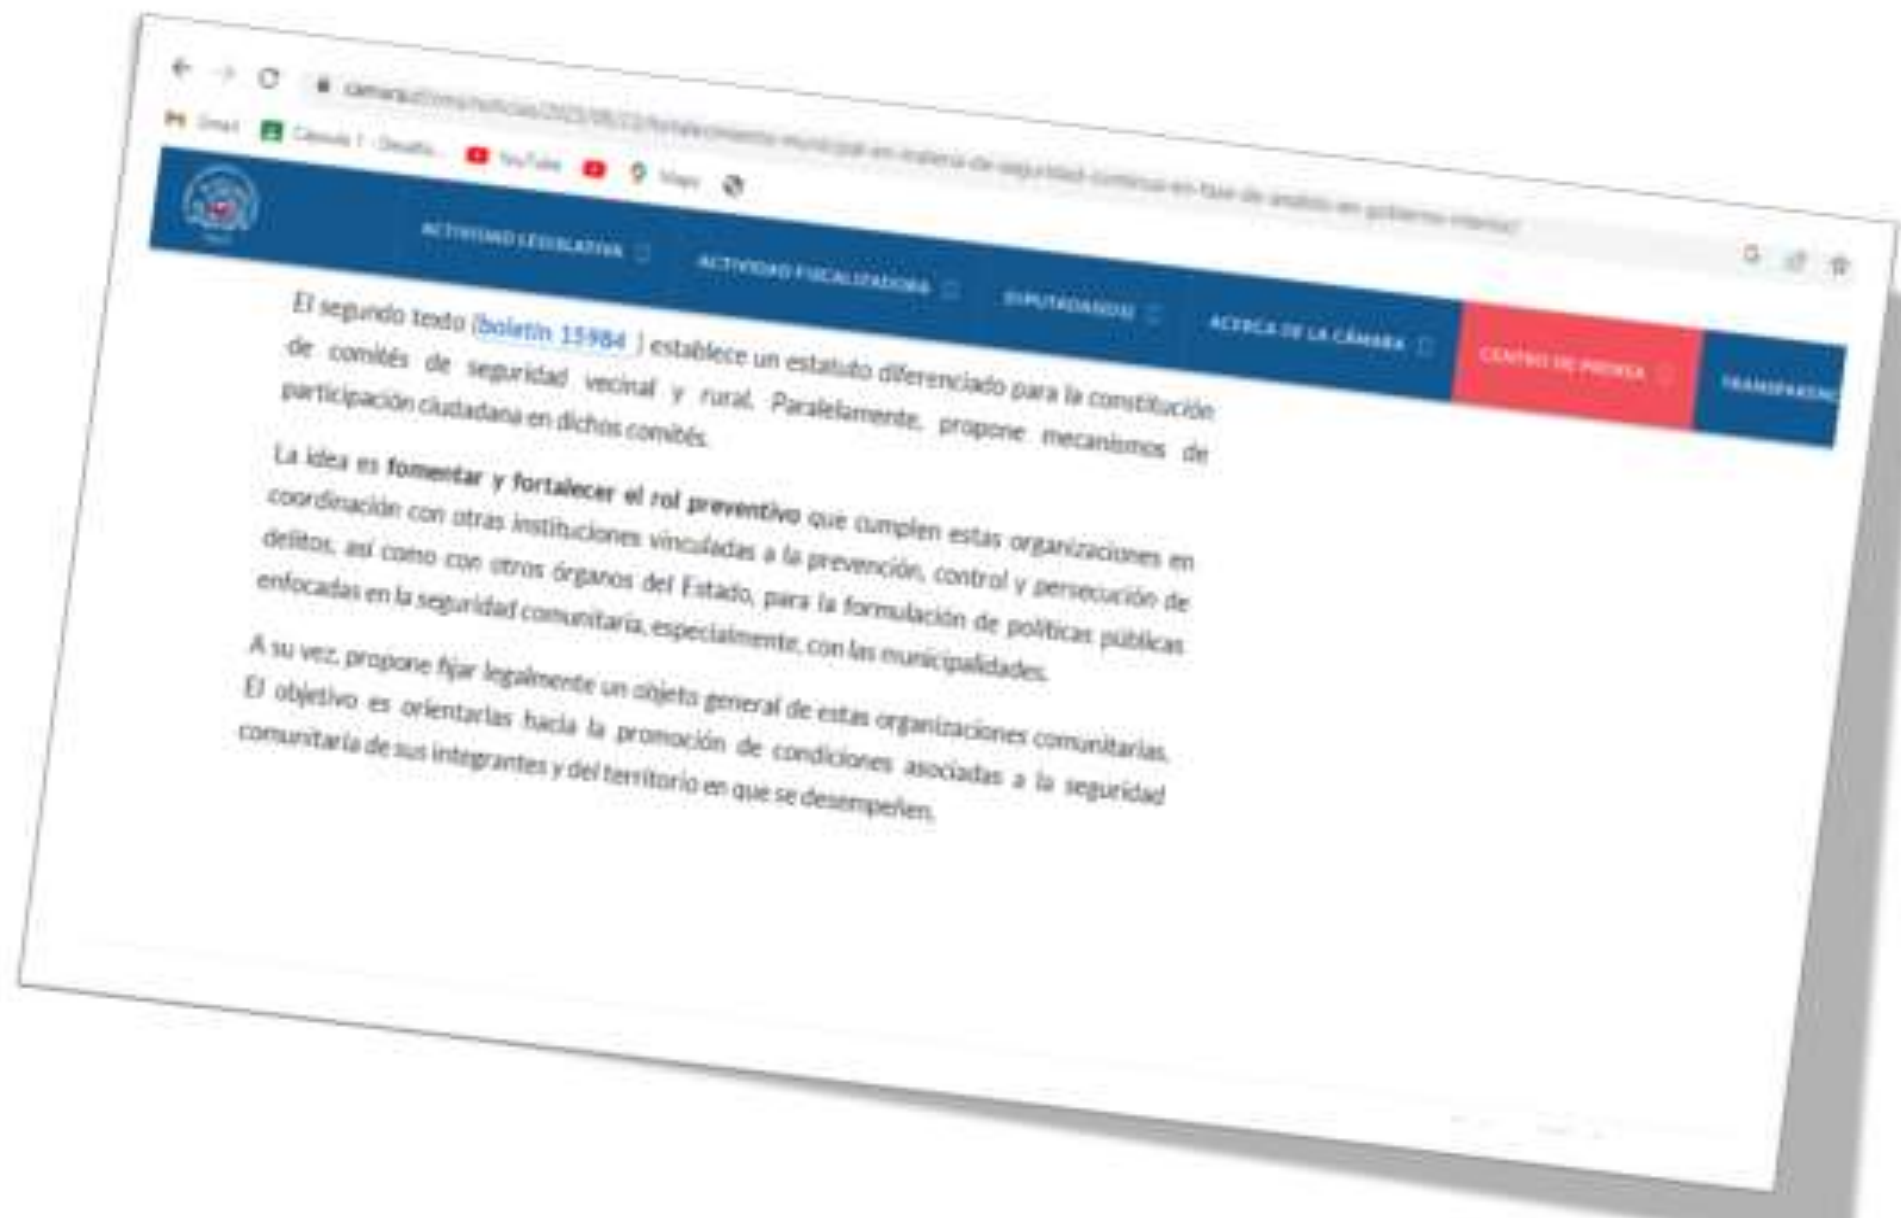 Gmail
YouTube
Maps
ACTIVIDAD LEGISLATIVA
ACTIVIDAD FISCALIZADORA
DIPUTADAS(OS)
ACERCA DE LA CÁMARA
CENTRO DE PRENSA
El segundo texto (boletín 15984 ) establece un estatuto diferenciado para la constitución
de comités de seguridad vecinal y rural. Paralelamente, propone mecanismos de
participación ciudadana en dichos comités.
La idea es fomentar y fortalecer el rol preventivo que cumplen estas organizaciones en
coordinación con otras instituciones vinculadas a la prevención, control y persecución de
delitos, así como con otros órganos del Estado, para la formulación de políticas públicas
enfocadas en la seguridad comunitaria, especialmente, con las municipalidades.
A su vez, propone fijar legalmente un objeto general de estas organizaciones comunitarias.
El objetivo es orientarlas hacia la promoción de condiciones asociadas a la seguridad
comunitaria de sus integrantes y del territorio en que se desempeñen.